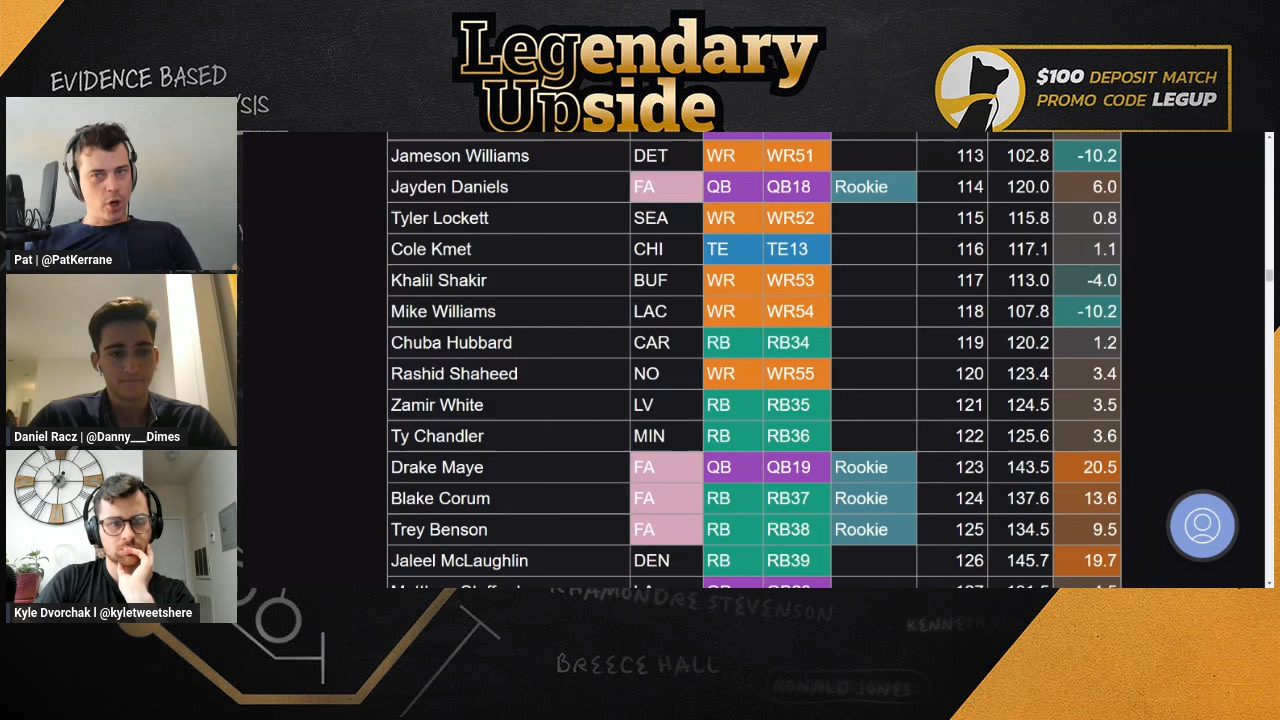 Legendary
Upside
EVIDENCE BASED
$100 DEPOSIT MATCH
PROMO CODE LEGUP
Jameson Williams DET WR WR51 113 102.8 -10.2
Jayden Daniels FA QB QB18 Rookie 114 120.0 6.0
Tyler Lockett SEA WR WR52 115 115.8 0.8
Cole Kmet CHI TE TE13 116 117.1 1.1
Khalil Shakir BUF WR WR53 117 113.0 -4.0
Mike Williams LAC WR WR54 118 107.8 -10.2
Chuba Hubbard CAR RB RB34 119 120.2 1.2
Rashid Shaheed NO WR WR55 120 123.4 3.4
Zamir White LV RB RB35 121 124.5 3.5
Ty Chandler MIN RB RB36 122 125.6 3.6
Drake Maye FA QB QB19 Rookie 123 143.5 20.5
Blake Corum FA RB RB37 Rookie 124 137.6 13.6
Trey Benson FA RB RB38 Rookie 125 134.5 9.5
Jaleel McLaughlin DEN RB RB39 126 145.7 19.7
Pat | @PatKerrane
Daniel Racz | @Danny___Dimes
Kyle Dvorchak l @kyletweetshere
RHAMONDRE STEVENSON
KENNETH
BREECE HALL
RONALD JONES